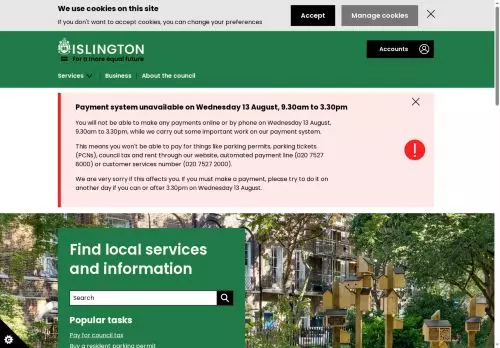 We use cookies on this site
If you don't want to accept cookies, you can change your preferences
Accept
Manage cookies
ISLINGTON
For a more equal future
Accounts
Services
Business
About the council
Payment system unavailable on Wednesday 13 August, 9.30am to 3.30pm
You will not be able to make any payments online or by phone on Wednesday 13 August,
9.30am to 3.30pm, while we carry out some important work on our payment system.
This means you won't be able to pay for things like parking permits, parking tickets
(PCNs), council tax and rent through our website, automated payment line (020 7527
6000) or customer services number (020 7527 2000).
We are very sorry if this affects you. If you must make a payment, please try to do it on
another day if you can or after 3.30pm on Wednesday 13 August.
Find local services
and information
Search
Popular tasks
Pay for council tax
Buy a resident parking permit